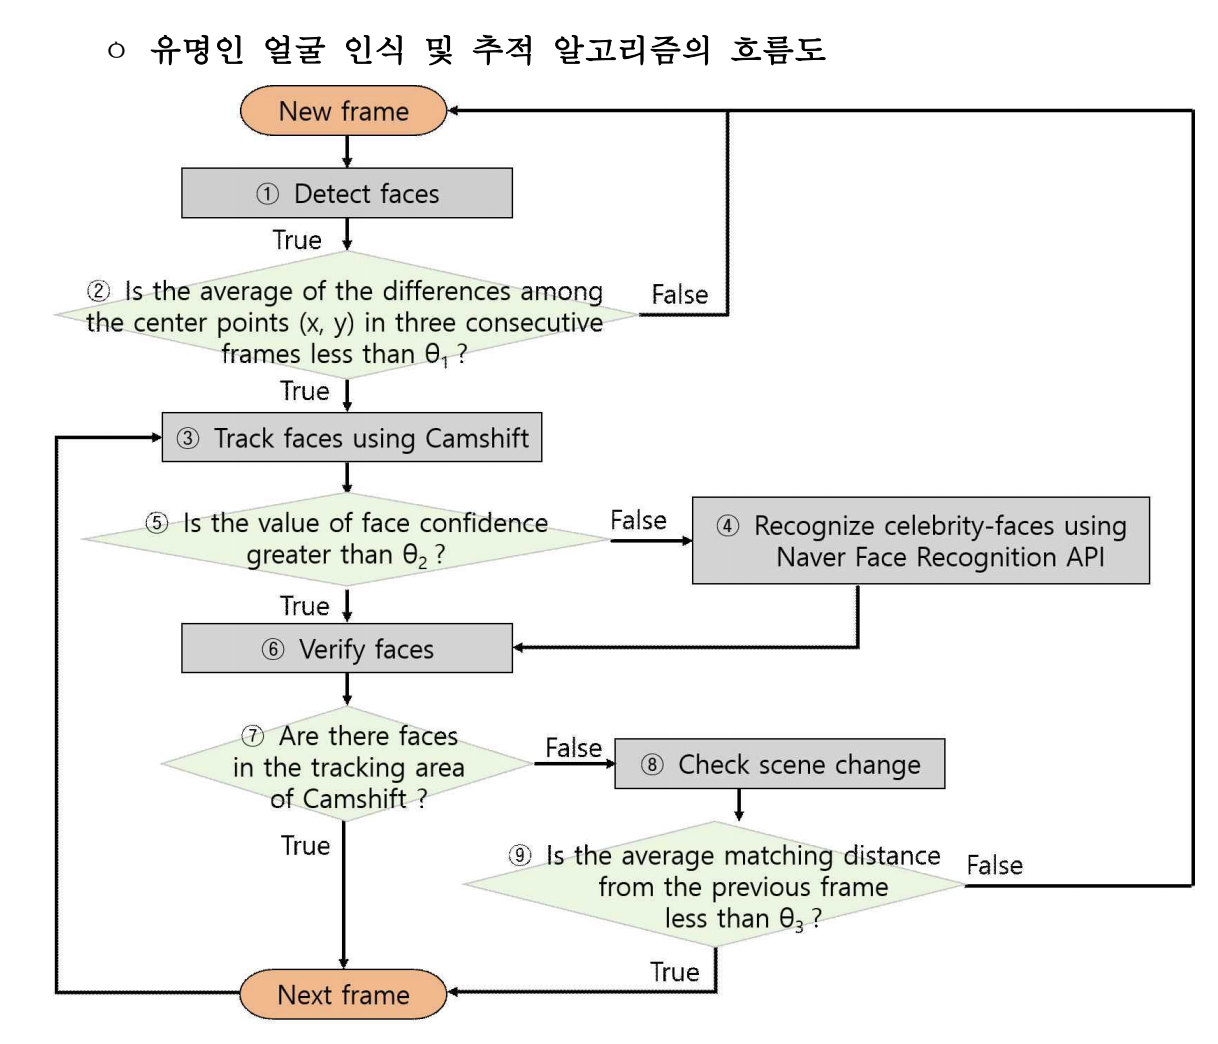 ㅇ 유명인 얼굴 인식 및 추적 알고리즘의 흐름도
New frame
① Detect faces
True
② Is the average of the differences among
the center points (x, y) in three consecutive
frames less than θ₁ ?
False
True
③ Track faces using Camshift
⑤ Is the value of face confidence
greater than θ₂ ?
False
④ Recognize celebrity-faces using
Naver Face Recognition API
True
⑥ Verify faces
⑦ Are there faces
in the tracking area
of Camshift ?
False
⑧ Check scene change
True
⑨ Is the average matching distance
from the previous frame
less than θ₃ ?
False
True
Next frame